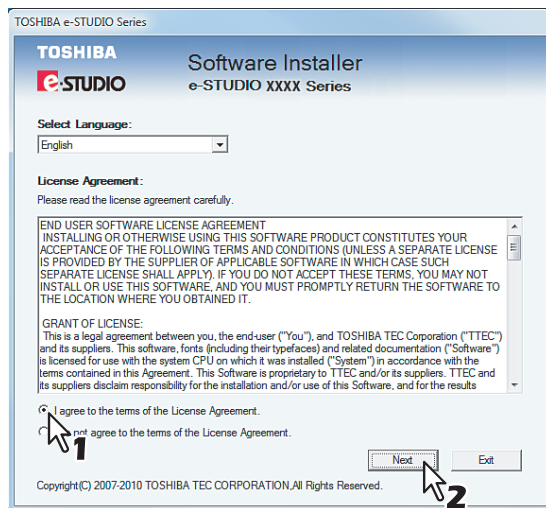 TOSHIBA e-STUDIO Series
TOSHIBA
e-STUDIO
Software Installer
e-STUDIO XXXX Series
Select Language:
English
License Agreement:
Please read the license agreement carefully.
END USER SOFTWARE LICENSE AGREEMENT
INSTALLING OR OTHERWISE USING THIS SOFTWARE PRODUCT CONSTITUTES YOUR
ACCEPTANCE OF THE FOLLOWING TERMS AND CONDITIONS (UNLESS A SEPARATE LICENSE
IS PROVIDED BY THE SUPPLIER OF APPLICABLE SOFTWARE IN WHICH CASE SUCH
SEPARATE LICENSE SHALL APPLY). IF YOU DO NOT ACCEPT THESE TERMS, YOU MAY NOT
INSTALL OR USE THIS SOFTWARE, AND YOU MUST PROMPTLY RETURN THE SOFTWARE TO
THE LOCATION WHERE YOU OBTAINED IT.
GRANT OF LICENSE:
This is a legal agreement between you, the end-user ("You"), and TOSHIBA TEC Corporation ("TTEC")
and its suppliers. This software, fonts (including their typefaces) and related documentation ("Software")
is licensed for use with the system CPU on which it was installed ("System") in accordance with the
terms contained in this Agreement. This Software is proprietary to TTEC and/or its suppliers. TTEC and
its suppliers disclaim responsibility for the installation and/or use of this Software, and for the results
I agree to the terms of the License Agreement.
not agree to the terms of the License Agreement.
1
Next
Exit
2
Copyright(C) 2007-2010 TOSHIBA TEC CORPORATION,All Rights Reserved.